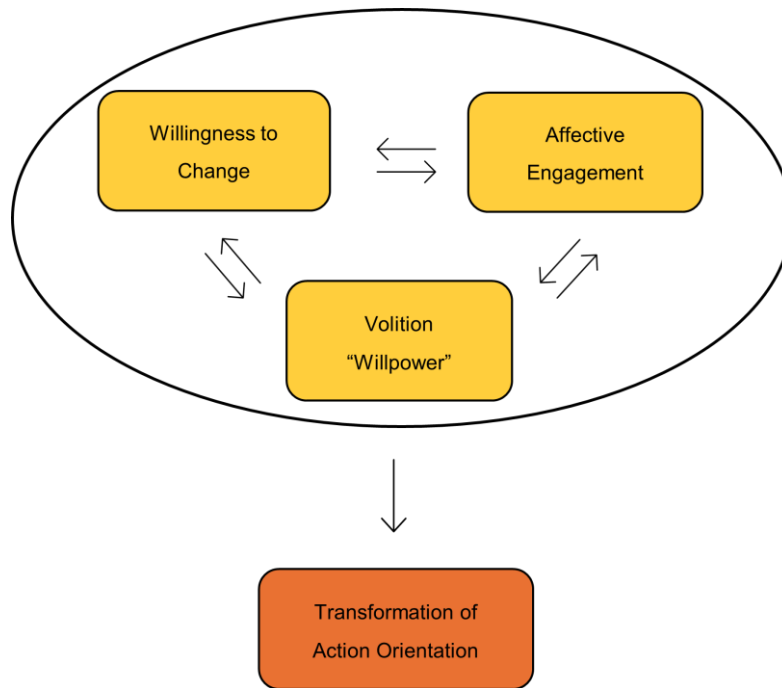 Willingness to
Change
Affective
Engagement
Volition
“Willpower”
Transformation of
Action Orientation